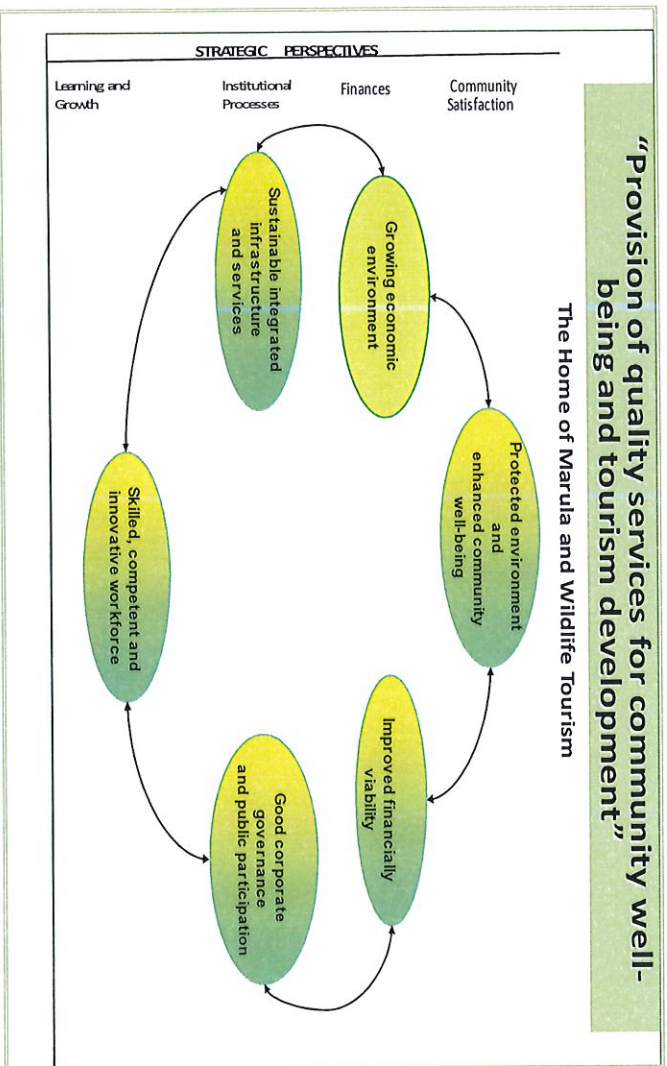 “Provision of quality services for community well-
being and tourism development”
The Home of Marula and Wildlife Tourism
STRATEGIC PERSPECTIVES
Community
Satisfaction
Protected environment
and
enhanced community
well-being
Finances
Growing economic
environment
Improved financially
viability
Institutional
Processes
Sustainable integrated
infrastructure
and services
Good corporate
governance
and public participation
Learning and
Growth
Skilled, competent and
innovative workforce